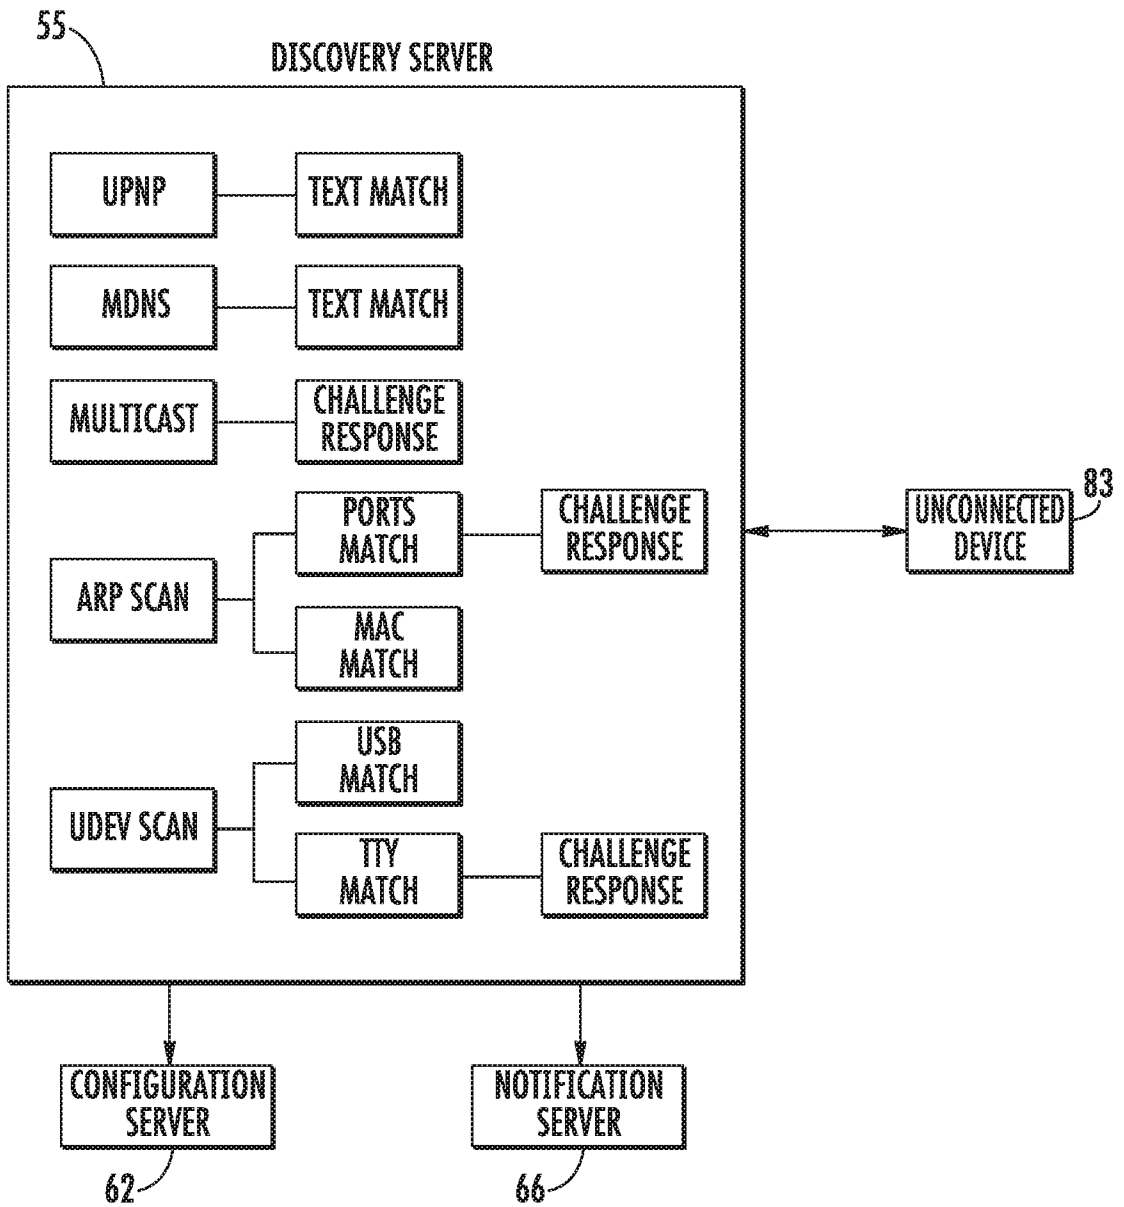 55
DISCOVERY SERVER
UPNP
TEXT MATCH
MDNS
TEXT MATCH
MULTICAST
CHALLENGE
RESPONSE
ARP SCAN
PORTS
MATCH
CHALLENGE
RESPONSE
MAC
MATCH
UDEV SCAN
USB
MATCH
TTY
MATCH
CHALLENGE
RESPONSE
UNCONNECTED
DEVICE
83
CONFIGURATION
SERVER
62
NOTIFICATION
SERVER
66